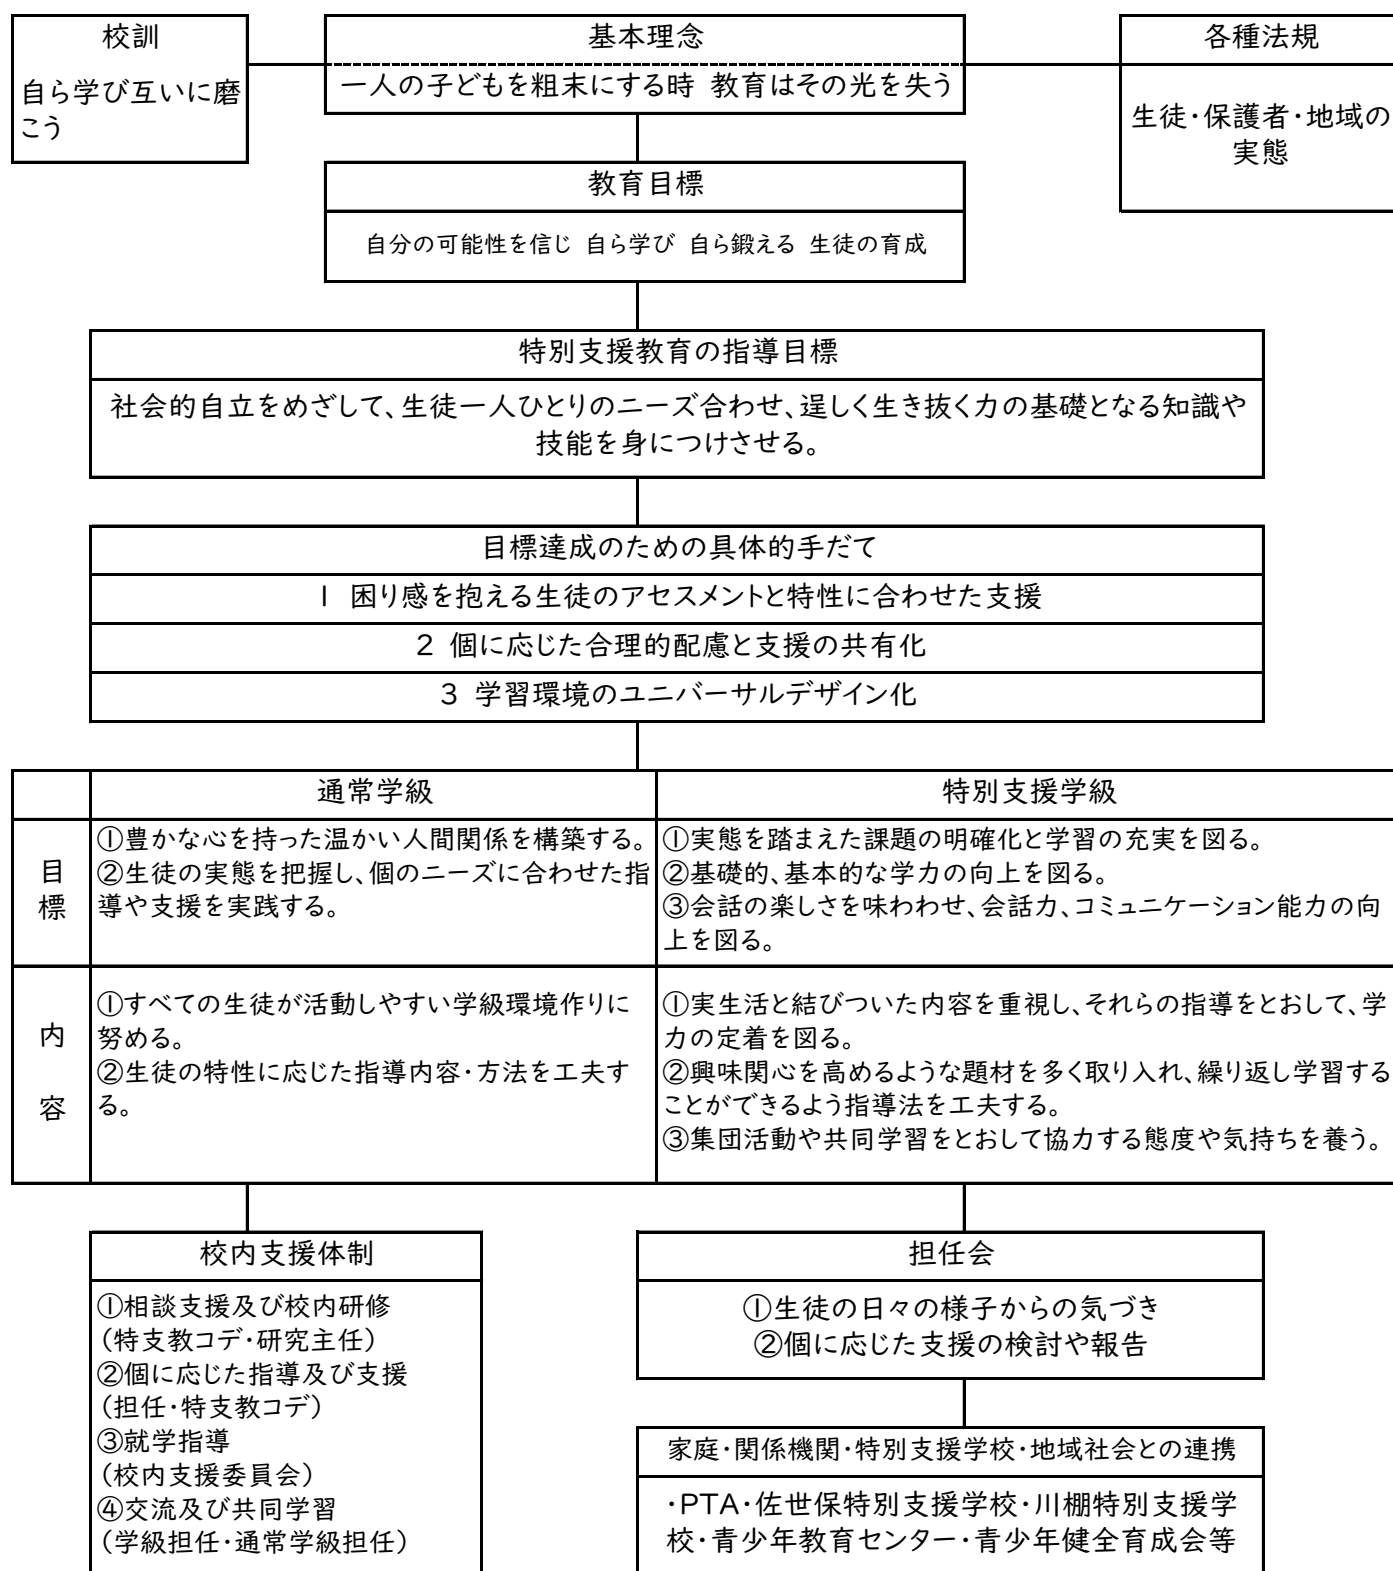 校訓
自ら学び互いに磨
こう
基本理念
一人の子どもを粗末にする時 教育はその光を失う
各種法規
生徒・保護者・地域の
実態
教育目標
自分の可能性を信じ 自ら学び 自ら鍛える 生徒の育成
特別支援教育の指導目標
社会的自立をめざして、生徒一人ひとりのニーズ合わせ、逞しく生き抜く力の基礎となる知識や
技能を身につけさせる。
目標達成のための具体的手だて
1 困り感を抱える生徒のアセスメントと特性に合わせた支援
2 個に応じた合理的配慮と支援の共有化
3 学習環境のユニバーサルデザイン化
通常学級
特別支援学級
目
標
①豊かな心を持った温かい人間関係を構築する。
②生徒の実態を把握し、個のニーズに合わせた指
導や支援を実践する。
①実態を踏まえた課題の明確化と学習の充実を図る。
②基礎的、基本的な学力の向上を図る。
③会話の楽しさを味わわせ、会話力、コミュニケーション能力の向
上を図る。
内
容
①すべての生徒が活動しやすい学級環境作りに
努める。
②生徒の特性に応じた指導内容・方法を工夫す
る。
①実生活と結びついた内容を重視し、それらの指導をとおして、学
力の定着を図る。
②興味関心を高めるような題材を多く取り入れ、繰り返し学習する
ことができるよう指導法を工夫する。
③集団活動や共同学習をとおして協力する態度や気持ちを養う。
校内支援体制
①相談支援及び校内研修
(特支教コデ・研究主任)
②個に応じた指導及び支援
(担任・特支教コデ)
③就学指導
(校内支援委員会)
④交流及び共同学習
(学級担任・通常学級担任)
担任会
①生徒の日々の様子からの気づき
②個に応じた支援の検討や報告
家庭・関係機関・特別支援学校・地域社会との連携
・PTA・佐世保特別支援学校・川棚特別支援学
校・青少年教育センター・青少年健全育成会等